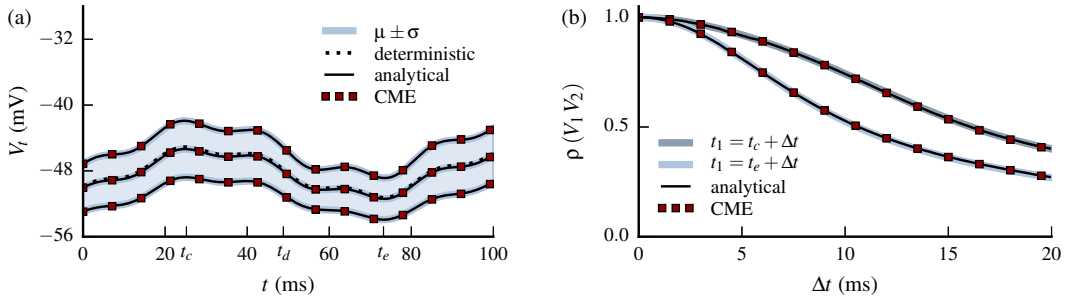 (a)
−32
−40
−48
−56
V_t (mV)
μ ± σ
deterministic
analytical
CME
0
20
t_c
40
t_d
60
t_e
80
100
t (ms)
(b)
1.0
0.5
0.0
ρ (V_1 V_2)
t_1 = t_c + Δt
t_1 = t_e + Δt
analytical
CME
0
5
10
15
20
Δt (ms)